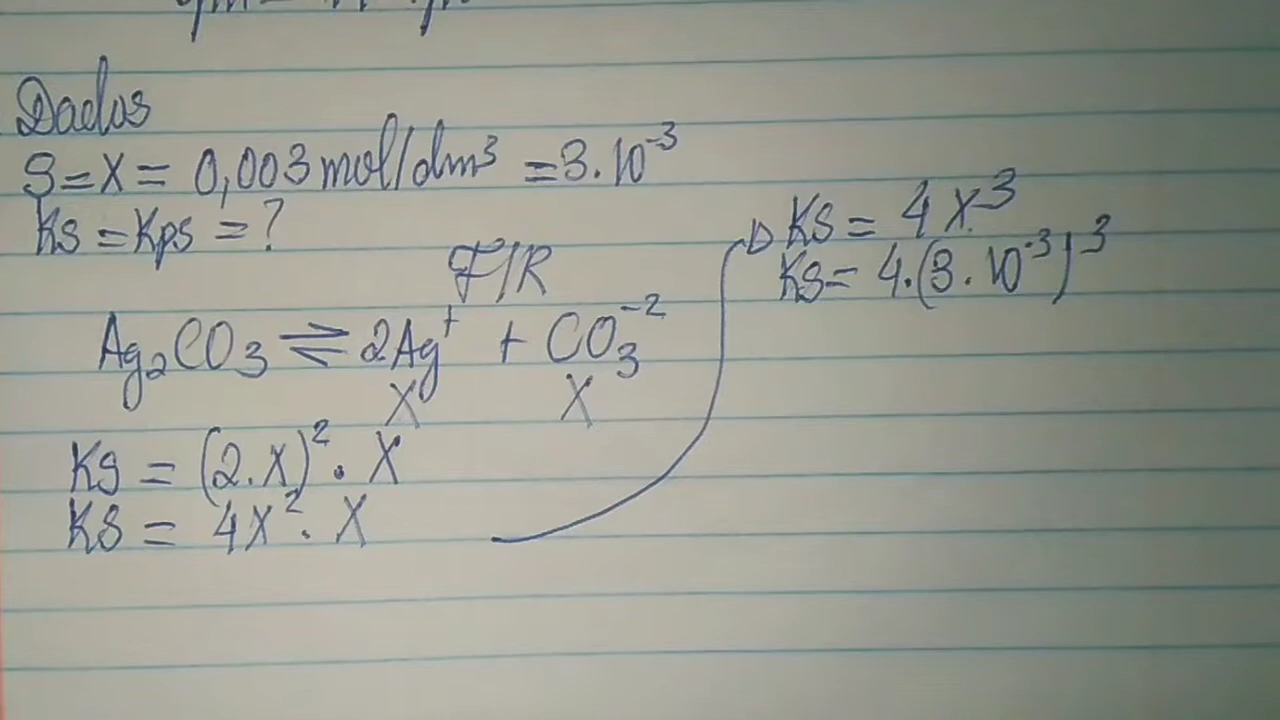 Dados
S=X= 0,003 mol/dm³ =3.10⁻³
Ks =Kps = ?
F/R
Ag₂CO₃ ⇌ 2Ag⁺ + CO₃⁻²
X X
Ks = (2.X)². X
Ks = 4X². X
Ks = 4X³
Ks= 4.(3.10⁻³)³